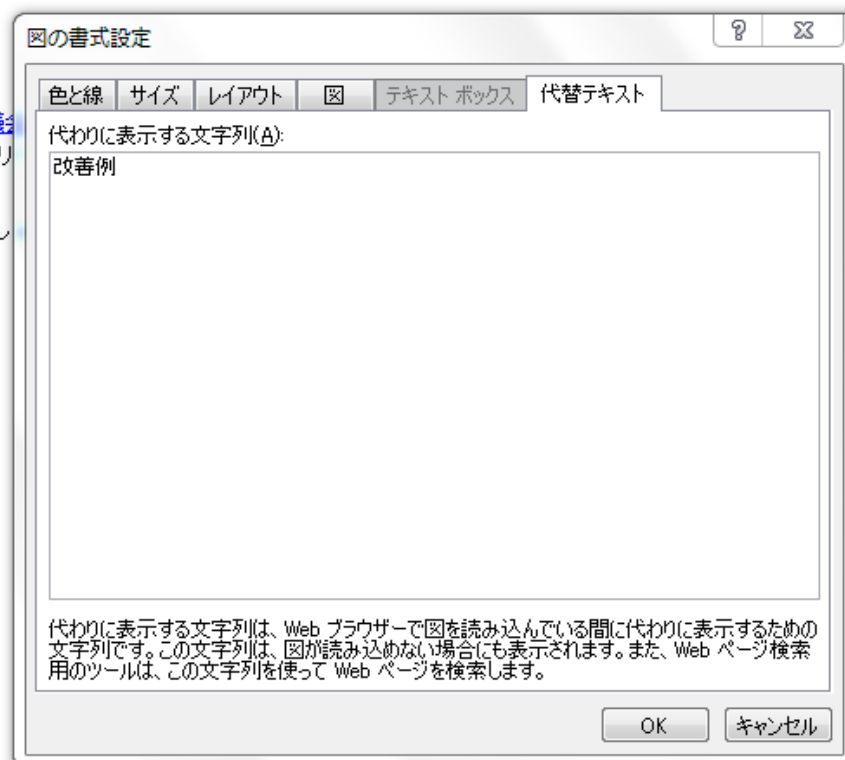 図の書式設定
色と線 サイズ レイアウト 図 テキスト ボックス 代替テキスト
代わりに表示する文字列(A):
改善例
代わりに表示する文字列は、Web ブラウザーで図を読み込んでいる間に代わりに表示するための
文字列です。この文字列は、図が読み込めない場合にも表示されます。また、Web ページ検索
用のツールは、この文字列を使って Web ページを検索します。
OK キャンセル